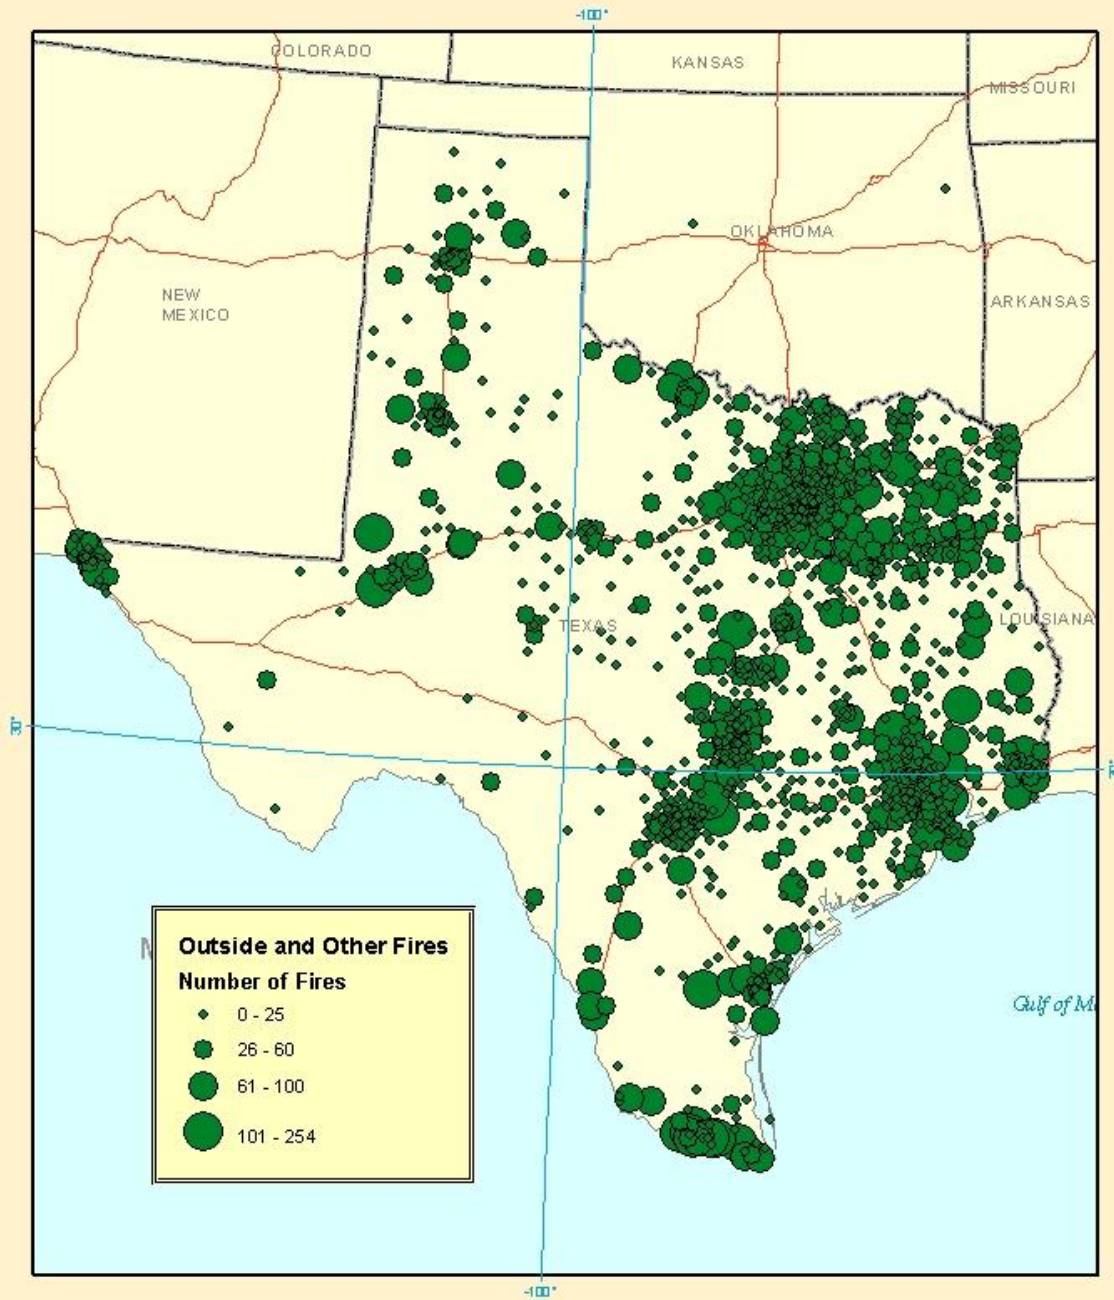 -100°
COLORADO
KANSAS
MISSOURI
OKLAHOMA
NEW
MEXICO
ARKANSAS
TEXAS
LOUISIANA
30°
Outside and Other Fires
Number of Fires
0 - 25
26 - 60
61 - 100
101 - 254
Gulf of
-100°